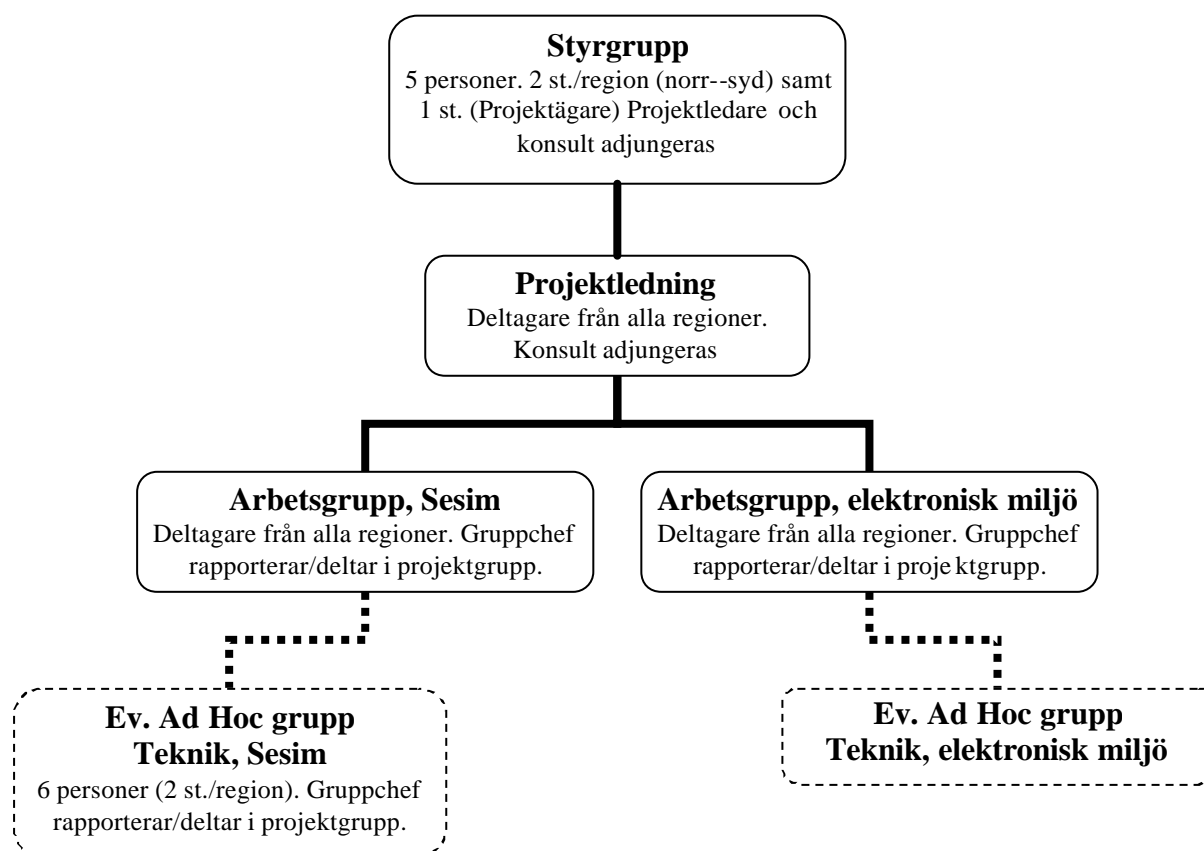 Styrgrupp
5 personer. 2 st./region (norr--syd) samt
1 st. (Projektägare) Projektledare och
konsult adjungeras
Projektledning
Deltagare från alla regioner.
Konsult adjungeras
Arbetsgrupp, Sesim
Deltagare från alla regioner. Gruppchef
rapporterar/deltar i projektgrupp.
Arbetsgrupp, elektronisk miljö
Deltagare från alla regioner. Gruppchef
rapporterar/deltar i proje ktgrupp.
Ev. Ad Hoc grupp
Teknik, Sesim
6 personer (2 st./region). Gruppchef
rapporterar/deltar i projektgrupp.
Ev. Ad Hoc grupp
Teknik, elektronisk miljö